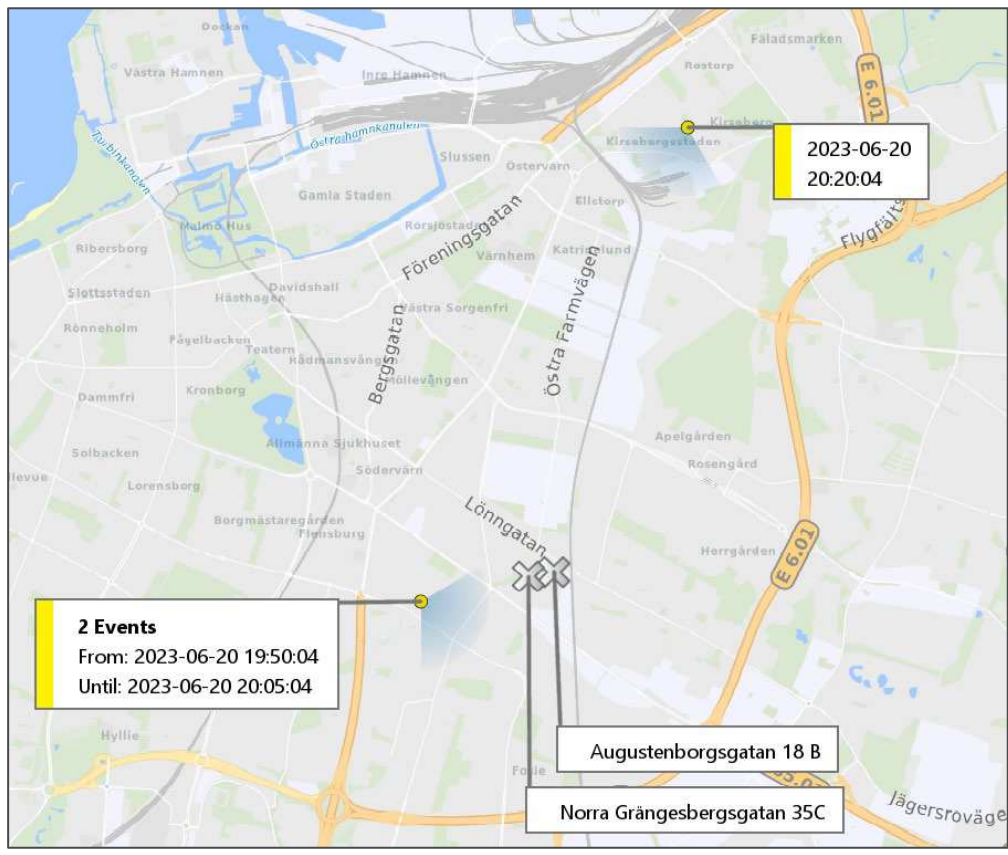 Dockan
Fäladsmarken
Rostorp
Västra Hamnen
Inre Hamnen
E 6.01
Kirseberg
Kirsebergsstaden
Turbinkanalen
Östra hamnkanalen
Slussen
Östervärn
2023-06-20
20:20:04
Gamla Staden
Ellstorp
Rörsjöstaden
Malmö Hus
Föreningsgatan
Flygfälts
Ribersborg
Värnhem
Katrinelund
Davidshall
Slottsstaden
Hästhagen
Östra Farmvägen
Västra Sorgenfri
Rönneholm
Fågelbacken
Teatern
Rådmansvången
Bergsgatan
Möllevången
Kronborg
Dammfri
Allmänna Sjukhuset
Apelgården
Solbacken
Södervärn
Rosengård
llevue
Lorensborg
Lönngatan
Borgmästaregården
Flensburg
Herrgården
E 6.01
2 Events
From: 2023-06-20 19:50:04
Until: 2023-06-20 20:05:04
Hyllie
Augustenborgsgatan 18 B
Fosie
Norra Grängesbergsgatan 35C
Jägersroväge